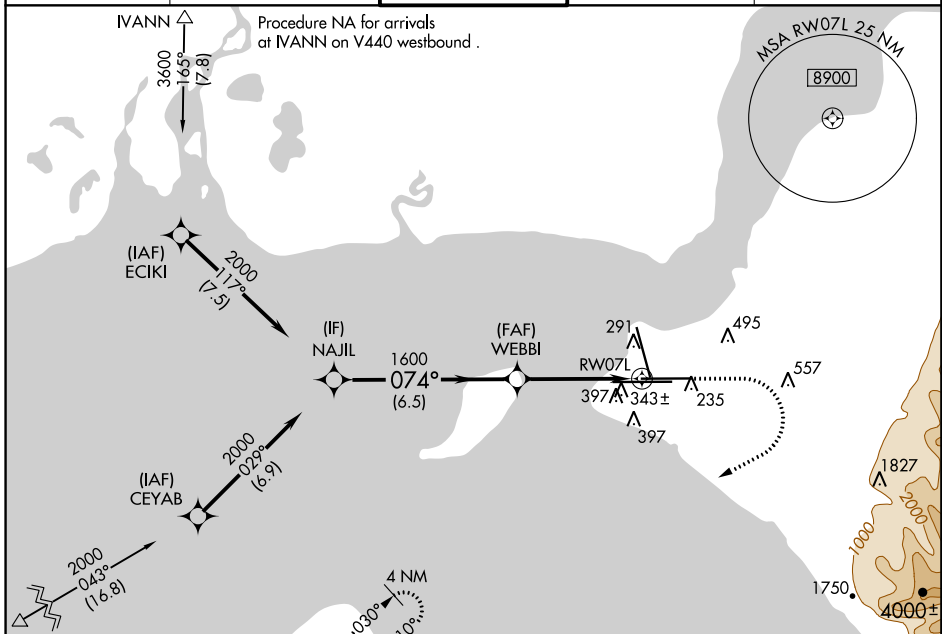 IVANN
Procedure NA for arrivals
at IVANN on V440 westbound .
3600
165°
(7.8)
MSA RW07L 25 NM
8900
(IAF)
ECIKI
2000
117°
(7.5)
(IF)
NAJIL
1600
074°
(6.5)
(FAF)
WEBBI
RW07L
291
495
557
397
343±
235
397
1827
(IAF)
CEYAB
2000
029°
(6.9)
2000
043°
(16.8)
4 NM
030°
10°
1000
2000
1750
4000±